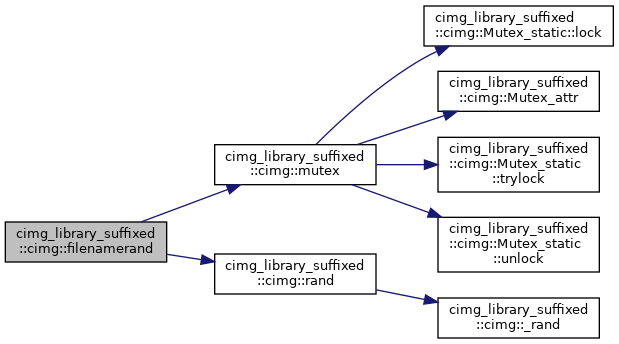 cimg_library_suffixed
::cimg::filenamerand
cimg_library_suffixed
::cimg::mutex
cimg_library_suffixed
::cimg::rand
cimg_library_suffixed
::cimg::Mutex_static::lock
cimg_library_suffixed
::cimg::Mutex_attr
cimg_library_suffixed
::cimg::Mutex_static
::trylock
cimg_library_suffixed
::cimg::Mutex_static
::unlock
cimg_library_suffixed
::cimg::_rand